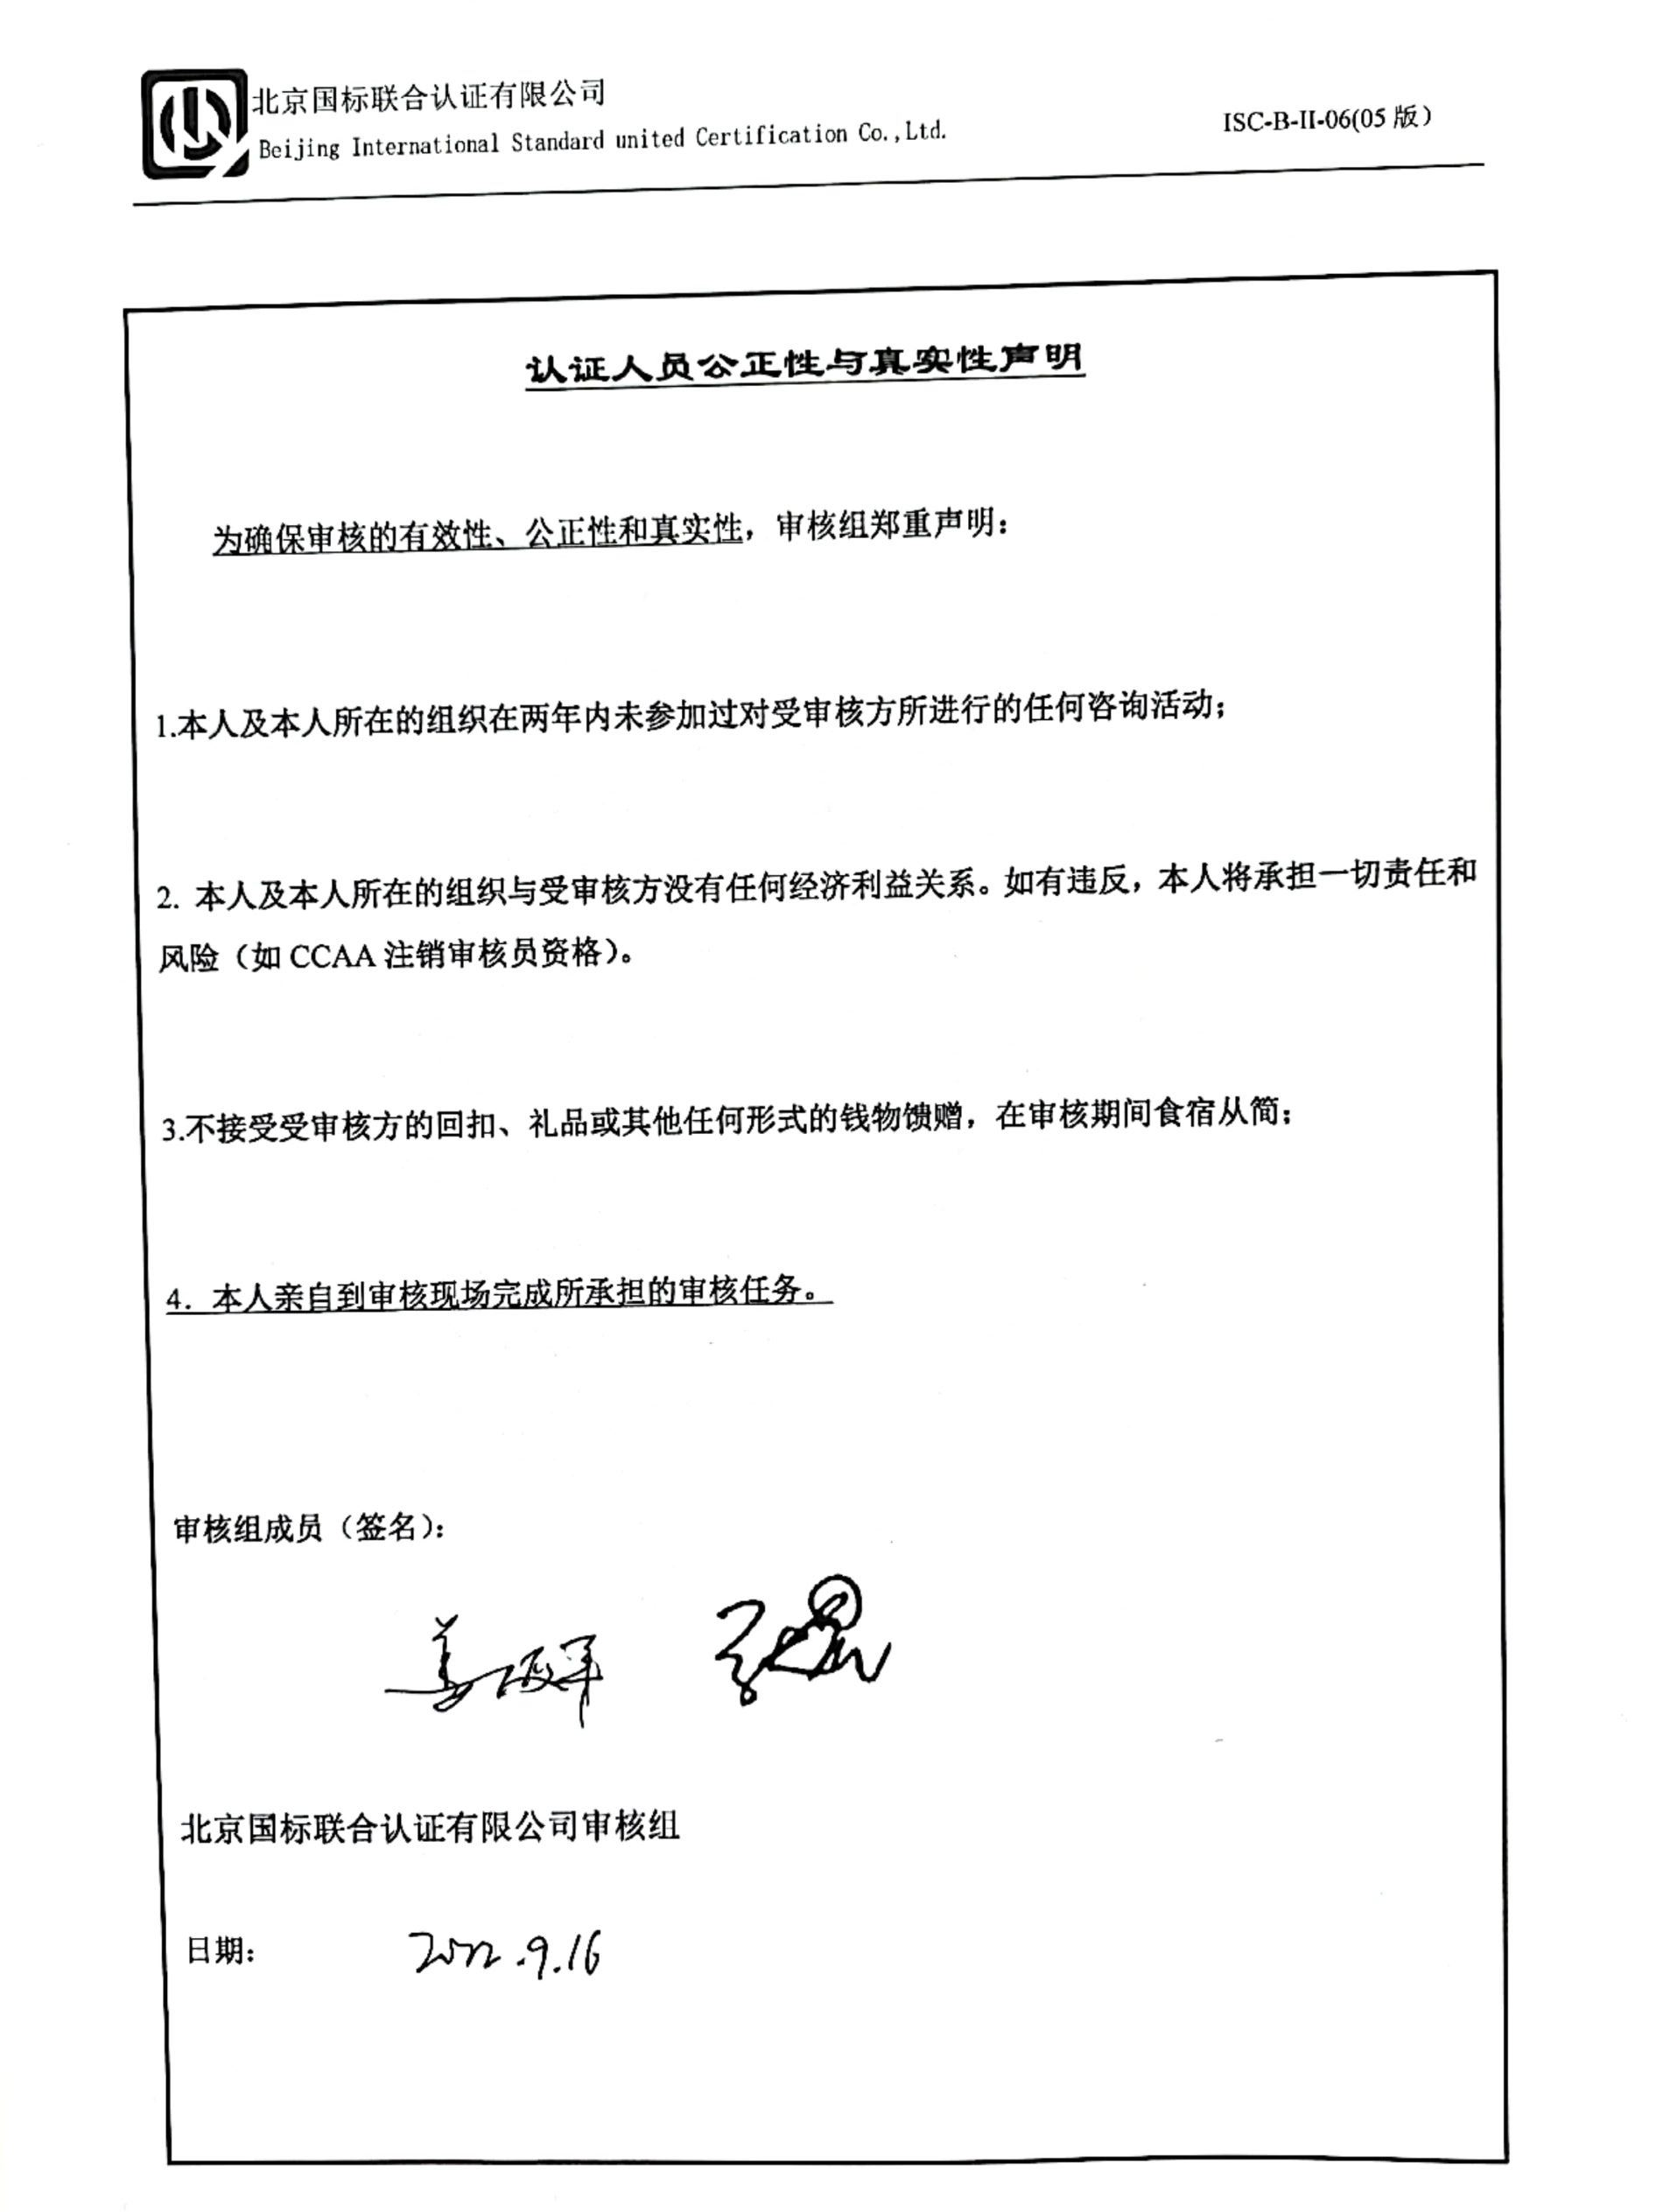 北京国标联合认证有限公司
Beijing International Standard united Certification Co.,Ltd.
ISC-B-II-06(05 版)
认证人员公正性与真实性声明
为确保审核的有效性、公正性和真实性，审核组郑重声明：
1.本人及本人所在的组织在两年内未参加过对受审核方所进行的任何咨询活动；
2. 本人及本人所在的组织与受审核方没有任何经济利益关系。如有违反，本人将承担一切责任和
风险（如 CCAA 注销审核员资格）。
3.不接受受审核方的回扣、礼品或其他任何形式的钱物馈赠，在审核期间食宿从简；
4. 本人亲自到审核现场完成所承担的审核任务。
审核组成员（签名）：
北京国标联合认证有限公司审核组
日期： 2022.9.16